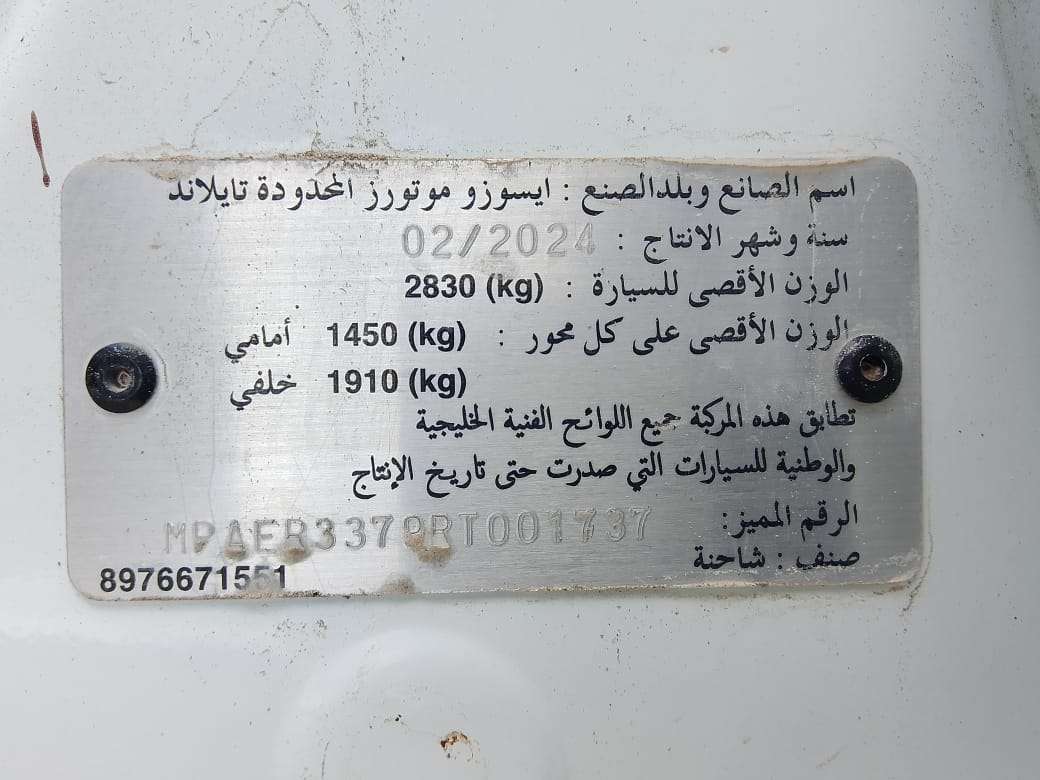 اسم الصانع وبلدالصنع : ايسوزو موتورز المحدودة تايلاند
سنة وشهر الانتاج : 02/2024
الوزن الأقصى للسيارة : 2830 (kg)
الوزن الأقصى على كل محور : 1450 (kg) أمامي
1910 (kg) خلفي
تطابق هذه المركبة جميع اللوائح الفنية الخليجية
والوطنية للسيارات التي صدرت حتى تاريخ الإنتاج
الرقم المميز:
صنف : شاحنة
8976671551